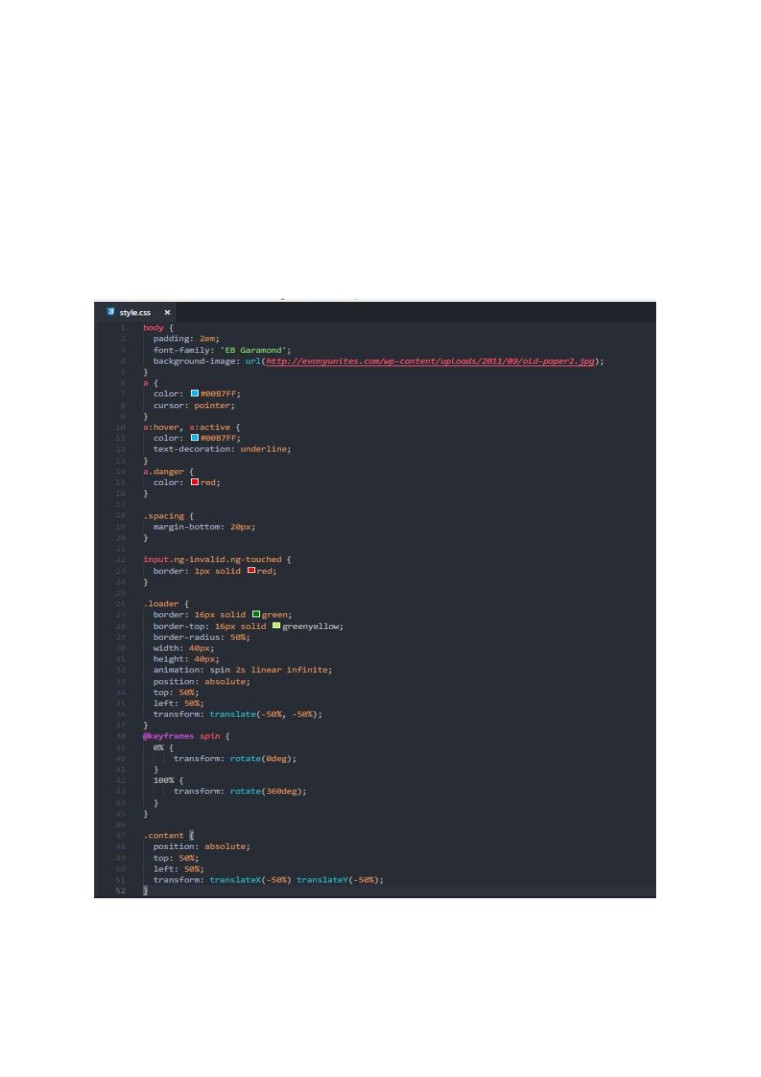 style.css ×
1 body {
2 padding: 2em;
3 font-family: 'EB Garamond';
4 background-image: url(http://evonyunites.com/wp-content/uploads/2011/09/old-paper2.jpg);
5 }
6 a {
7 color: #00B7FF;
8 cursor: pointer;
9 }
10 a:hover, a:active {
11 color: #00B7FF;
12 text-decoration: underline;
13 }
14 a.danger {
15 color: red;
16 }
17
18 .spacing {
19 margin-bottom: 20px;
20 }
21
22 input.ng-invalid.ng-touched {
23 border: 1px solid red;
24 }
25
26 .loader {
27 border: 16px solid green;
28 border-top: 16px solid greenyellow;
29 border-radius: 50%;
30 width: 40px;
31 height: 40px;
32 animation: spin 2s linear infinite;
33 position: absolute;
34 top: 50%;
35 left: 50%;
36 transform: translate(-50%, -50%);
37 }
38 @keyframes spin {
39 0% {
40 transform: rotate(0deg);
41 }
42 100% {
43 transform: rotate(360deg);
44 }
45 }
46
47 .content {
48 position: absolute;
49 top: 50%;
50 left: 50%;
51 transform: translateX(-50%) translateY(-50%);
52 }